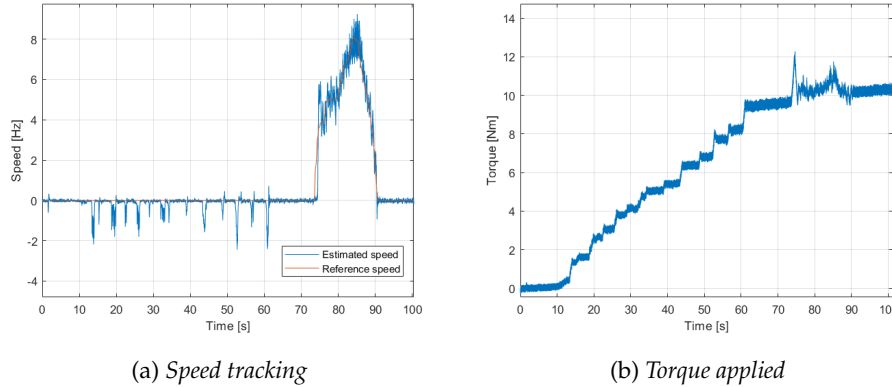 8
6
4
2
0
-2
-4
Speed [Hz]
0 10 20 30 40 50 60 70 80 90 100
Time [s]
Estimated speed
Reference speed
(a) Speed tracking
14
12
10
8
6
4
2
0
Torque [Nm]
0 10 20 30 40 50 60 70 80 90 100
Time [s]
(b) Torque applied